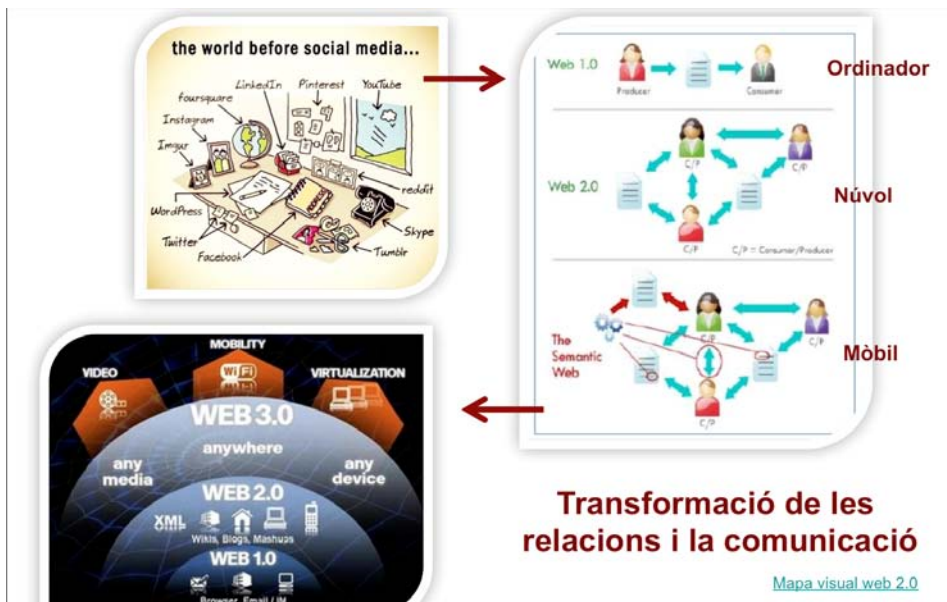 the world before social media...
LinkedIn
Pinterest
YouTube
foursquare
Instagram
Imgur
reddit
WordPress
Twitter
Facebook
Skype
Tumblr
Web 1.0
Producer
Consumer
Ordinador
Web 2.0
C/P
C/P
C/P
C/P = Consumer/Producer
Núvol
The
Semantic
Web
C/P
C/P
C/P
Mòbil
MOBILITY
VIDEO
WiFi
VIRTUALIZATION
WEB 3.0
anywhere
any
media
any
device
WEB 2.0
XML
Wikis, Blogs, Mashups
WEB 1.0
Browser, Email / IM
Transformació de les
relacions i la comunicació
Mapa visual web 2.0